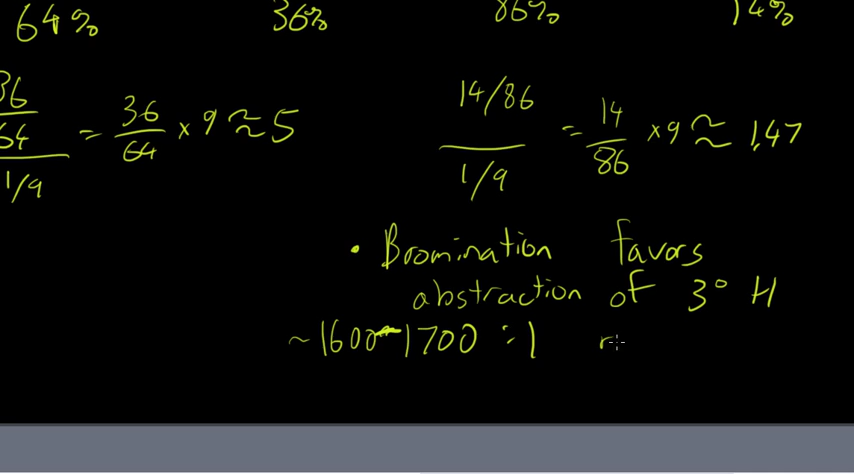 64% 36% 86% 14%
36/64 / 1/9 = 36/64 × 9 ≈ 5
14/86 / 1/9 = 14/86 × 9 ≈ 1,47
• Bromination favors
abstraction of 3° H
~1600-1700 :1 r